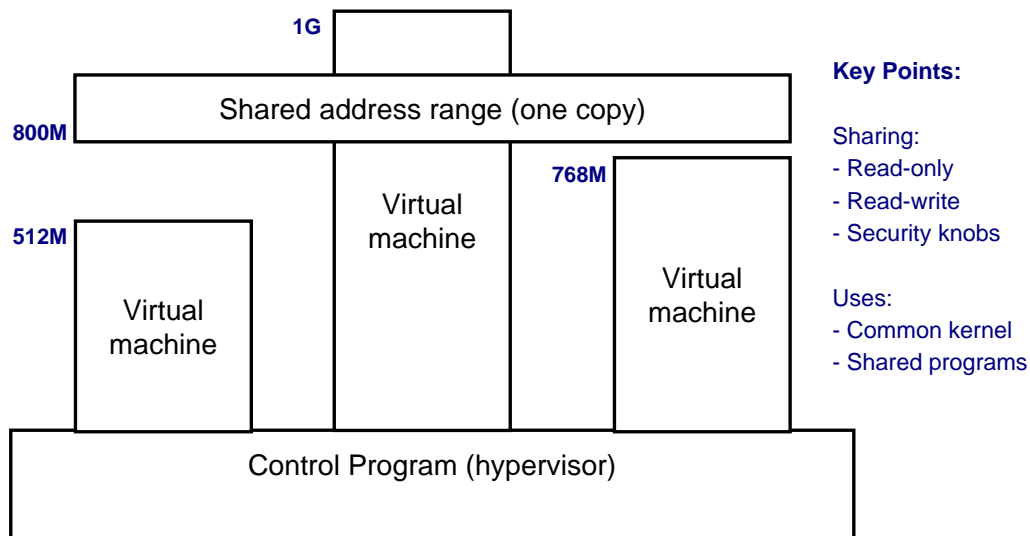 1G
Shared address range (one copy)
800M
768M
512M
Virtual
machine
Virtual
machine
Virtual
machine
Control Program (hypervisor)
Key Points:
Sharing:
- Read-only
- Read-write
- Security knobs
Uses:
- Common kernel
- Shared programs